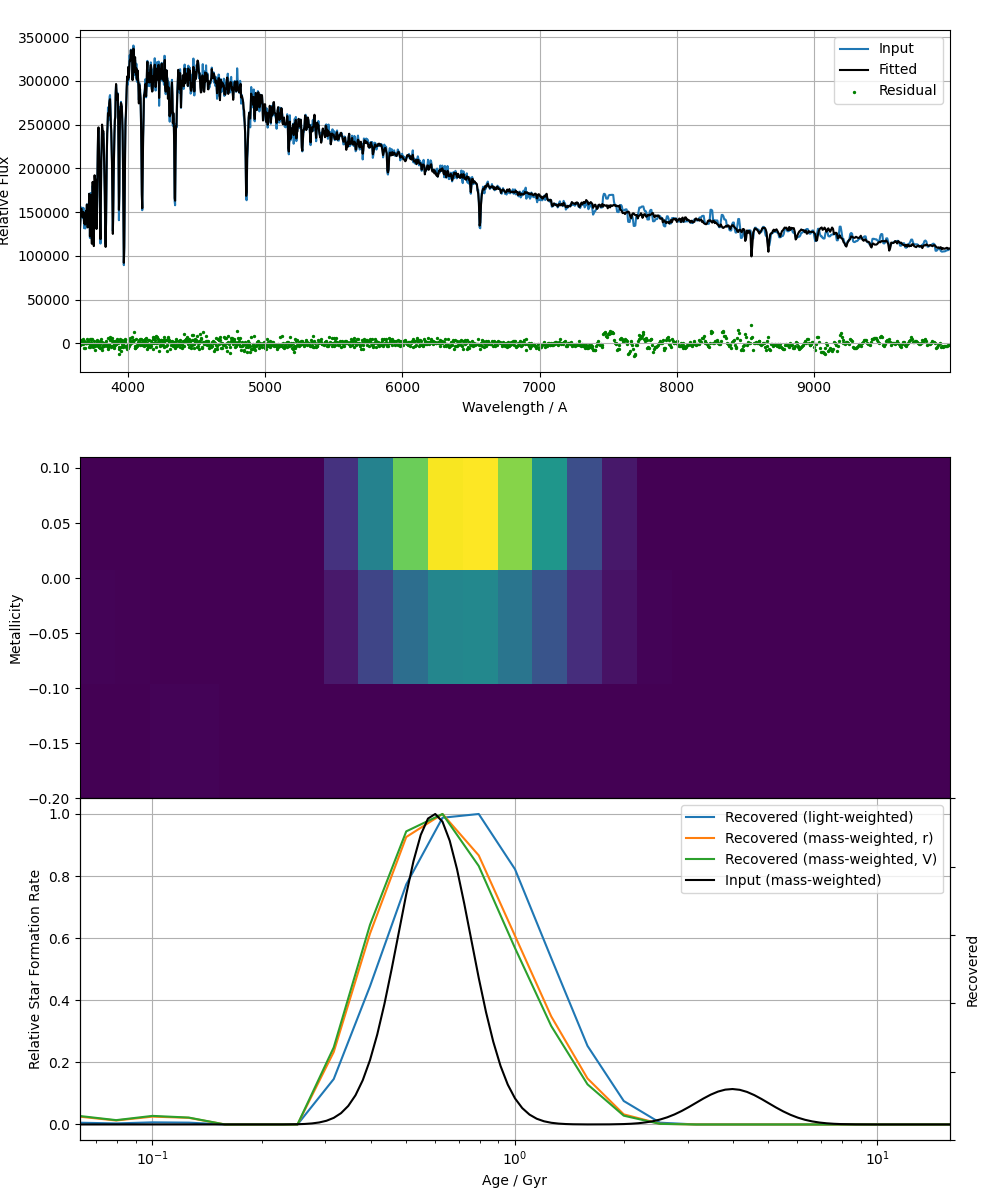 350000
300000
250000
200000
150000
100000
50000
0
Relative Flux
Input
Fitted
Residual
4000 5000 6000 7000 8000 9000
Wavelength / A
0.10
0.05
0.00
−0.05
−0.10
−0.15
−0.20
Metallicity
1.0
0.8
0.6
0.4
0.2
0.0
Relative Star Formation Rate
Recovered (light-weighted)
Recovered (mass-weighted, r)
Recovered (mass-weighted, V)
Input (mass-weighted)
Recovered
10⁻¹ 10⁰ 10¹
Age / Gyr